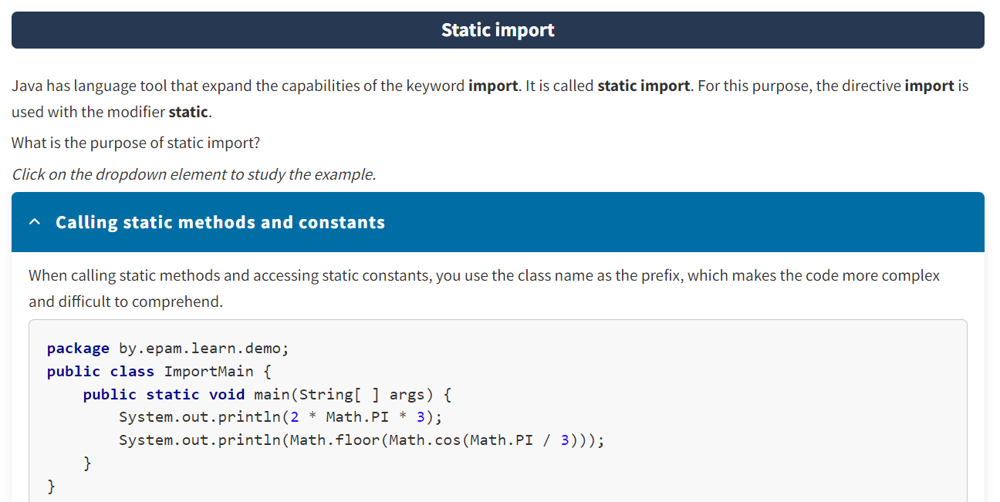 Static import
Java has language tool that expand the capabilities of the keyword import. It is called static import. For this purpose, the directive import is
used with the modifier static.
What is the purpose of static import?
Click on the dropdown element to study the example.
Calling static methods and constants
When calling static methods and accessing static constants, you use the class name as the prefix, which makes the code more complex
and difficult to comprehend.
package by.epam.learn.demo;
public class ImportMain {
    public static void main(String[ ] args) {
        System.out.println(2 * Math.PI * 3);
        System.out.println(Math.floor(Math.cos(Math.PI / 3)));
    }
}